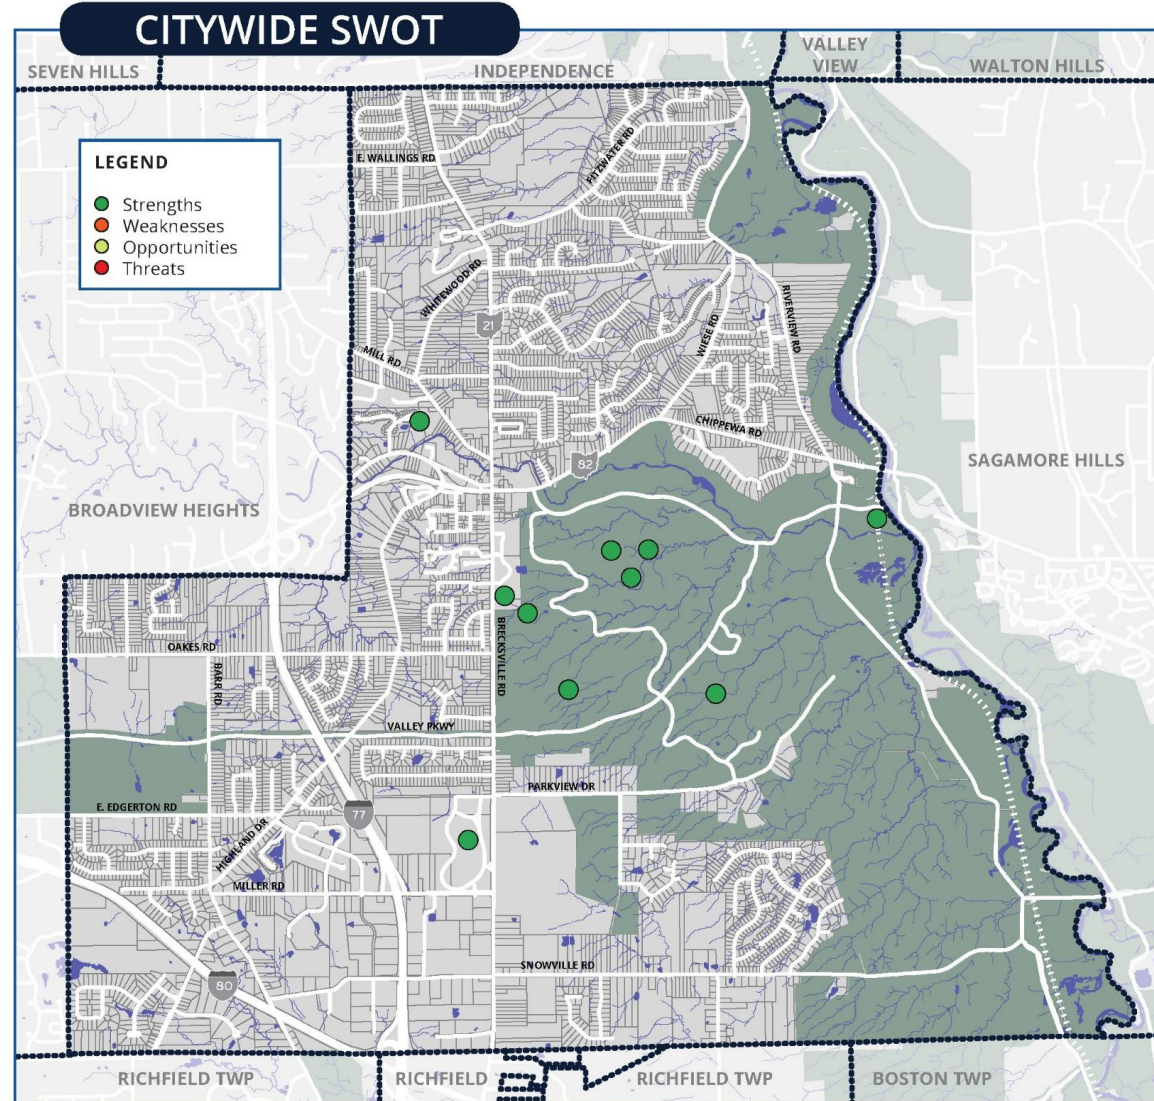 CITYWIDE SWOT
VALLEY
VIEW
SEVEN HILLS
INDEPENDENCE
WALTON HILLS
LEGEND
Strengths
Weaknesses
Opportunities
Threats
E. WALLINGS RD
FITZWATER RD
WHITEWOOD RD
21
RIVERVIEW RD
WIESE RD
MILL RD
CHIPPEWA RD
82
SAGAMORE HILLS
BROADVIEW HEIGHTS
OAKES RD
BARR RD
BRECKSVILLE RD
VALLEY PKWY
PARKVIEW DR
E. EDGERTON RD
77
HIGHLAND DR
MILLER RD
SNOWVILLE RD
80
RICHFIELD TWP
RICHFIELD
RICHFIELD TWP
BOSTON TWP